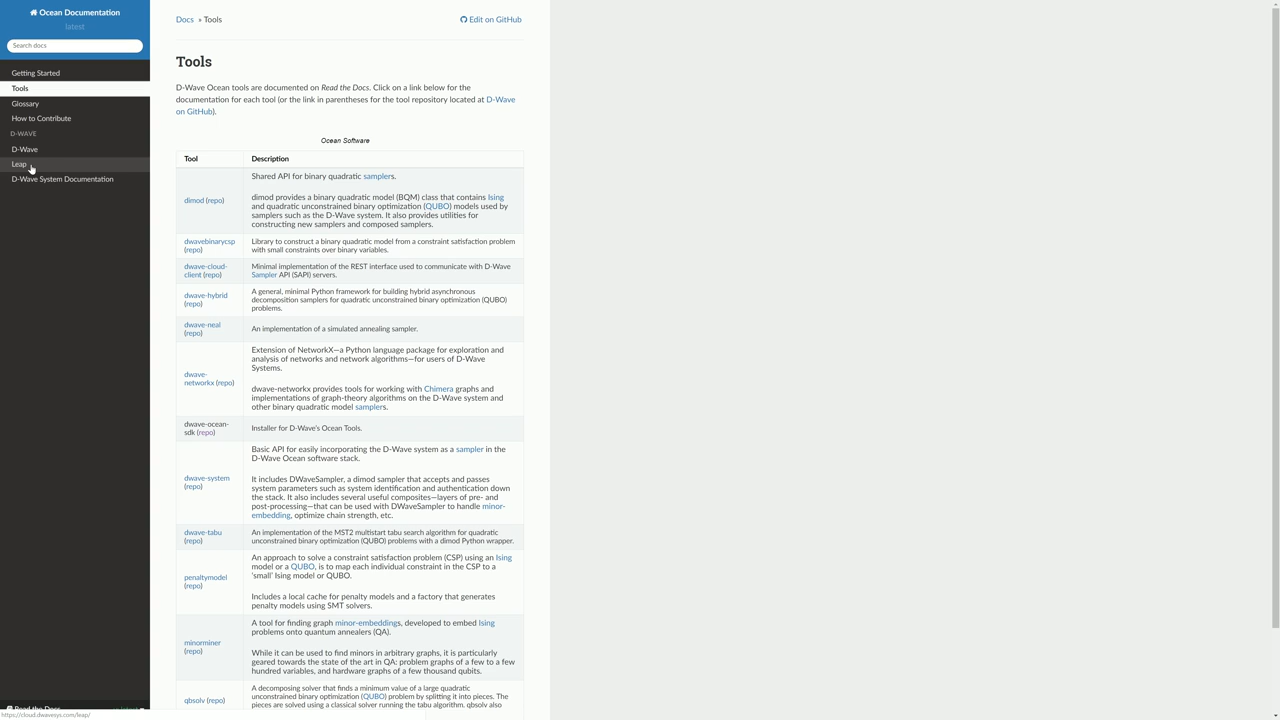 Ocean Documentation
latest
Search docs
Getting Started
Tools
Glossary
How to Contribute
D-WAVE
D-Wave
Leap
D-Wave System Documentation
Read the Docs
https://cloud.dwavesys.com/leap/
Docs » Tools
Edit on GitHub
Tools
D-Wave Ocean tools are documented on Read the Docs. Click on a link below for the
documentation for each tool (or the link in parentheses for the tool repository located at D-Wave
on GitHub).
Ocean Software
Tool Description
dimod (repo)
Shared API for binary quadratic samplers.
dimod provides a binary quadratic model (BQM) class that contains Ising
and quadratic unconstrained binary optimization (QUBO) models used by
samplers such as the D-Wave system. It also provides utilities for
constructing new samplers and composed samplers.
dwavebinarycsp
(repo)
Library to construct a binary quadratic model from a constraint satisfaction problem
with small constraints over binary variables.
dwave-cloud-
client (repo)
Minimal implementation of the REST interface used to communicate with D-Wave
Sampler API (SAPI) servers.
dwave-hybrid
(repo)
A general, minimal Python framework for building hybrid asynchronous
decomposition samplers for quadratic unconstrained binary optimization (QUBO)
problems.
dwave-neal
(repo)
An implementation of a simulated annealing sampler.
dwave-
networkx (repo)
Extension of NetworkX—a Python language package for exploration and
analysis of networks and network algorithms—for users of D-Wave
Systems.
dwave-networkx provides tools for working with Chimera graphs and
implementations of graph-theory algorithms on the D-Wave system and
other binary quadratic model samplers.
dwave-ocean-
sdk (repo)
Installer for D-Wave's Ocean Tools.
dwave-system
(repo)
Basic API for easily incorporating the D-Wave system as a sampler in the
D-Wave Ocean software stack.
It includes DWaveSampler, a dimod sampler that accepts and passes
system parameters such as system identification and authentication down
the stack. It also includes several useful composites—layers of pre- and
post-processing—that can be used with DWaveSampler to handle minor-
embedding, optimize chain strength, etc.
dwave-tabu
(repo)
An implementation of the MST2 multistart tabu search algorithm for quadratic
unconstrained binary optimization (QUBO) problems with a dimod Python wrapper.
penaltymodel
(repo)
An approach to solve a constraint satisfaction problem (CSP) using an Ising
model or a QUBO, is to map each individual constraint in the CSP to a
'small' Ising model or QUBO.
Includes a local cache for penalty models and a factory that generates
penalty models using SMT solvers.
minorminer
(repo)
A tool for finding graph minor-embeddings, developed to embed Ising
problems onto quantum annealers (QA).
While it can be used to find minors in arbitrary graphs, it is particularly
geared towards the state of the art in QA: problem graphs of a few to a few
hundred variables, and hardware graphs of a few thousand qubits.
qbsolv (repo)
A decomposing solver that finds a minimum value of a large quadratic
unconstrained binary optimization (QUBO) problem by splitting it into pieces. The
pieces are solved using a classical solver running the tabu algorithm. qbsolv also